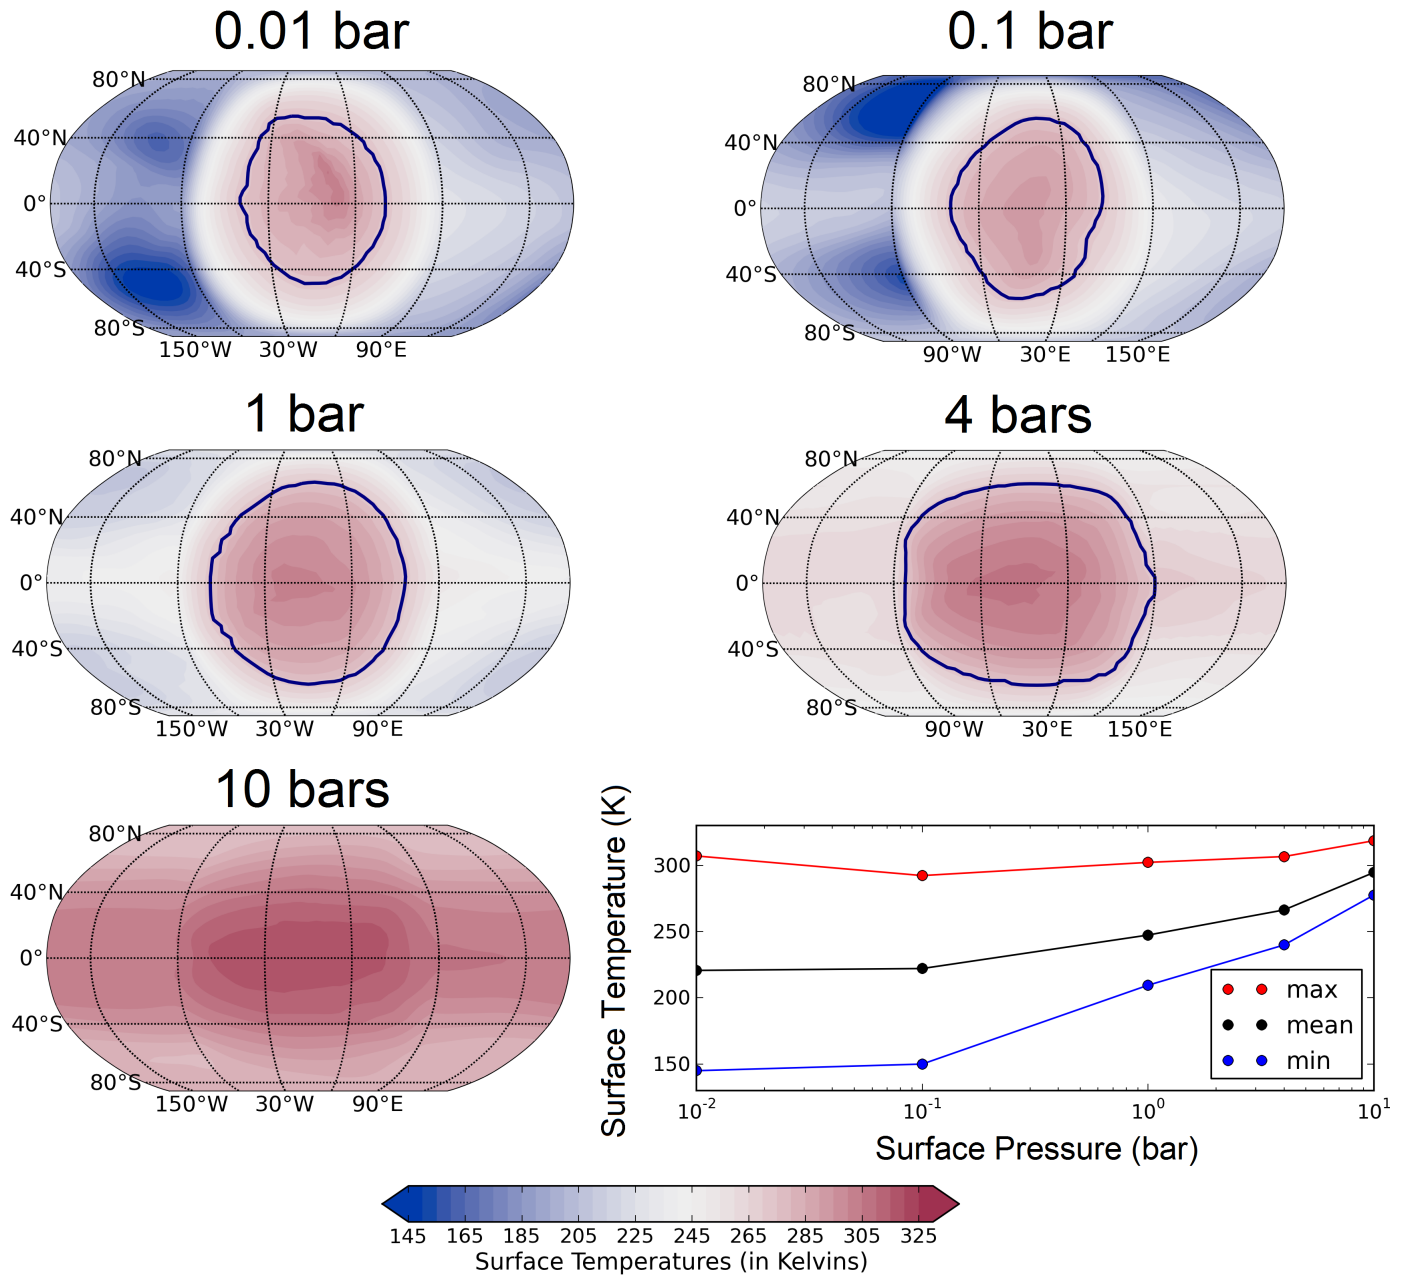 0.01 bar
80°N
40°N
0°
40°S
80°S
150°W 30°W 90°E
0.1 bar
80°N
40°N
0°
40°S
80°S
90°W 30°E 150°E
1 bar
80°N
40°N
0°
40°S
80°S
150°W 30°W 90°E
4 bars
80°N
40°N
0°
40°S
80°S
90°W 30°E 150°E
10 bars
80°N
40°N
0°
40°S
80°S
150°W 30°W 90°E
Surface Temperature (K)
300
250
200
150
10⁻² 10⁻¹ 10⁰ 10¹
Surface Pressure (bar)
max
mean
min
145 165 185 205 225 245 265 285 305 325
Surface Temperatures (in Kelvins)